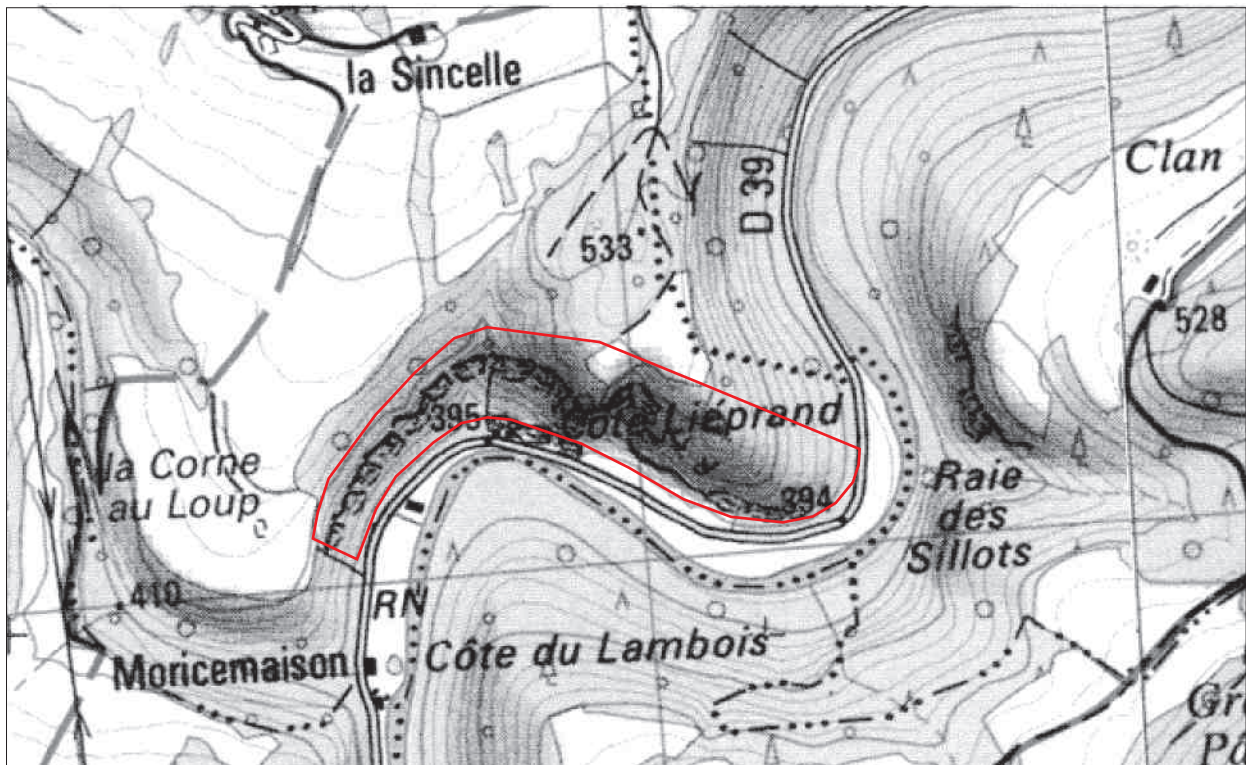 la Sincelle
Clan
D 39
533
528
395
Côte Liéprand
la Corne
au Loup
394
Raie
des
Sillots
410
RN
Côte du Lambois
Moricemaison